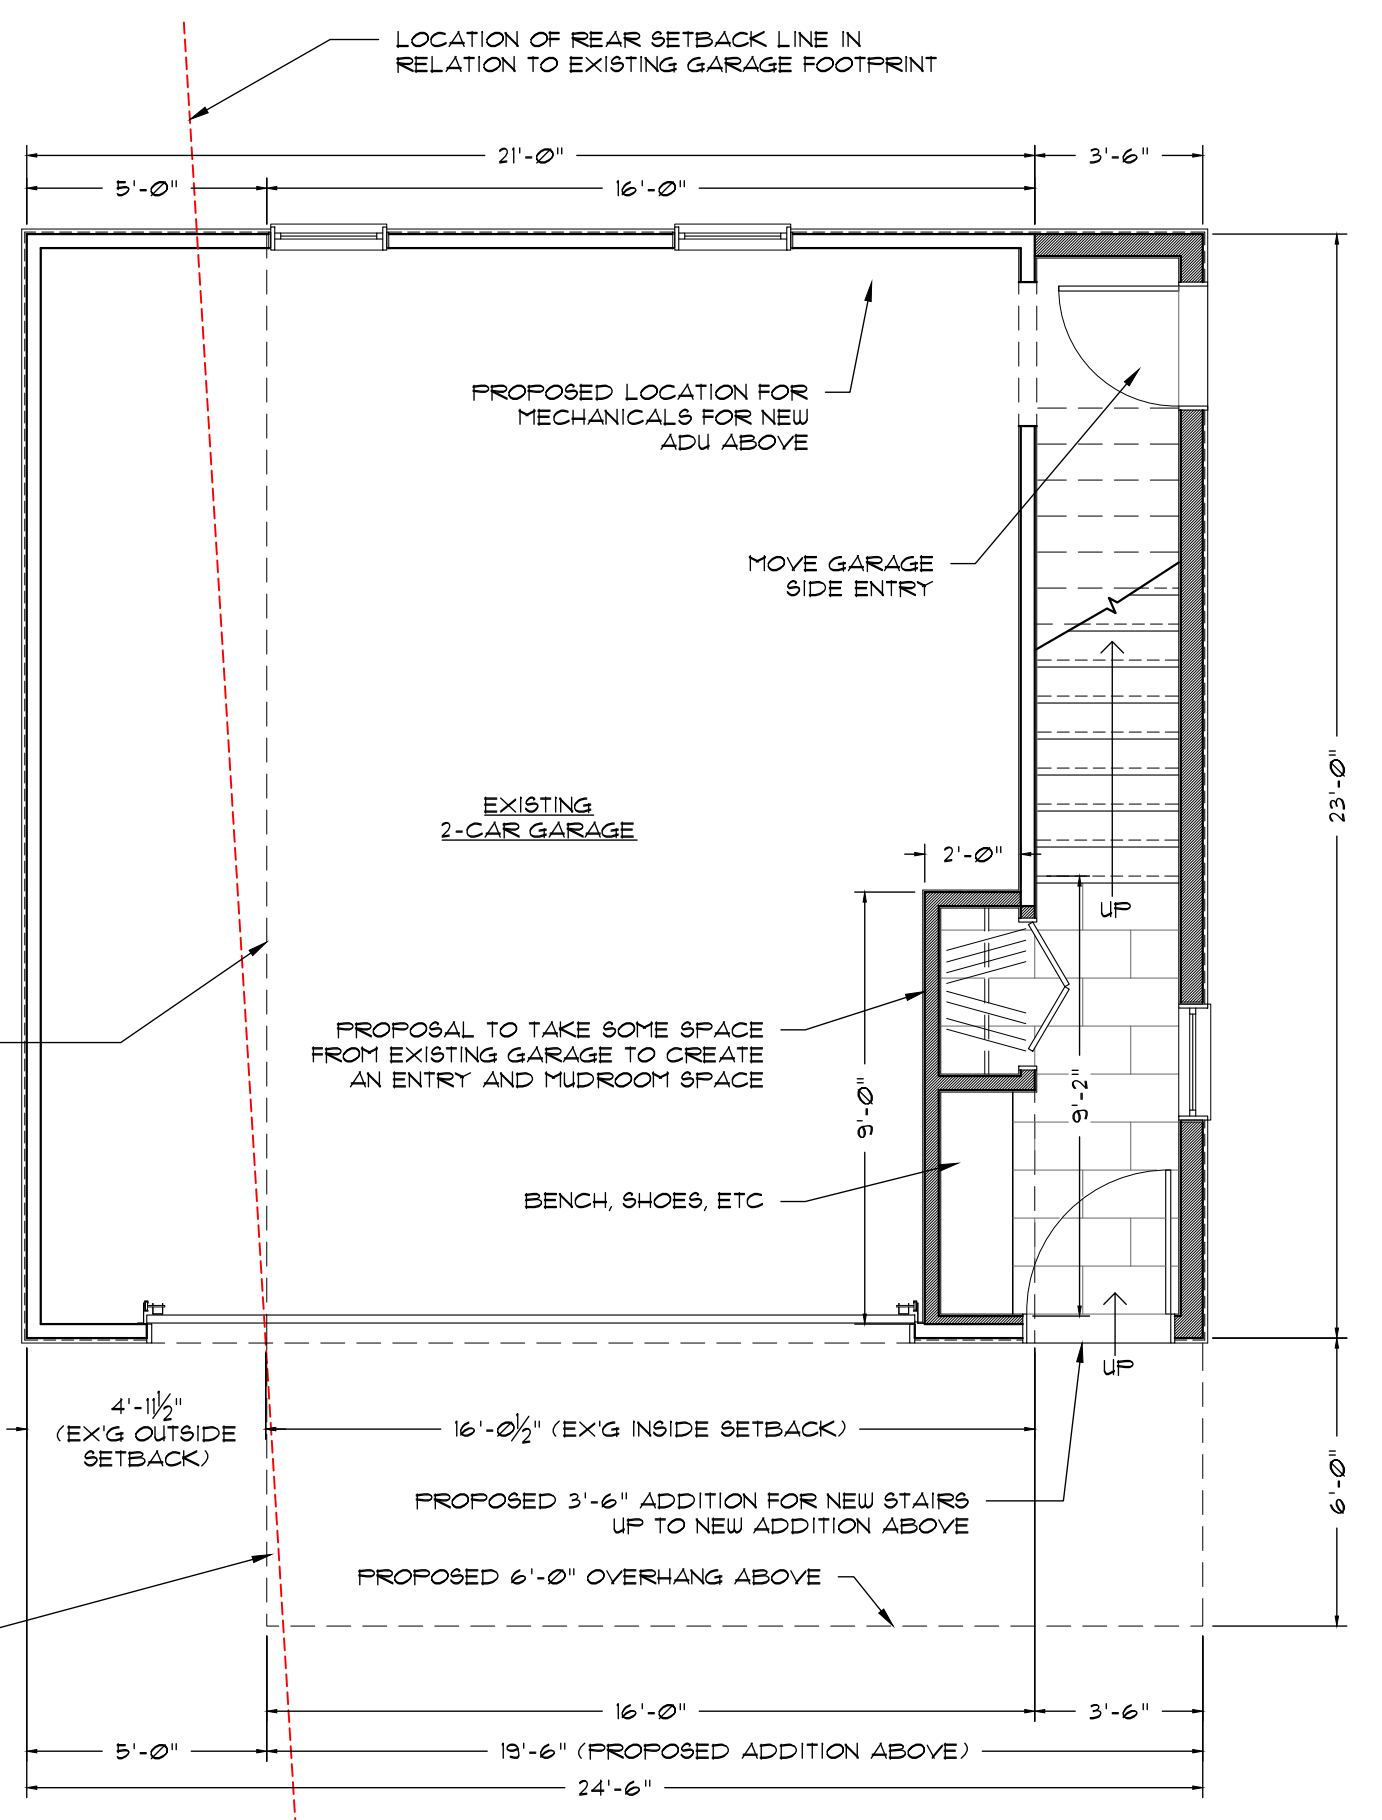 LOCATION OF REAR SETBACK LINE IN
RELATION TO EXISTING GARAGE FOOTPRINT
21'-0"
3'-6"
5'-0"
16'-0"
PROPOSED LOCATION FOR
MECHANICALS FOR NEW
ADU ABOVE
MOVE GARAGE
SIDE ENTRY
23'-0"
EXISTING
2-CAR GARAGE
2'-0"
UP
PROPOSAL TO TAKE SOME SPACE
FROM EXISTING GARAGE TO CREATE
AN ENTRY AND MUDROOM SPACE
9'-0"
9'-2"
BENCH, SHOES, ETC
UP
4'-11½"
(EX'G OUTSIDE
SETBACK)
16'-0½" (EX'G INSIDE SETBACK)
6'-0"
PROPOSED 3'-6" ADDITION FOR NEW STAIRS
UP TO NEW ADDITION ABOVE
PROPOSED 6'-0" OVERHANG ABOVE
16'-0"
3'-6"
5'-0"
19'-6" (PROPOSED ADDITION ABOVE)
24'-6"